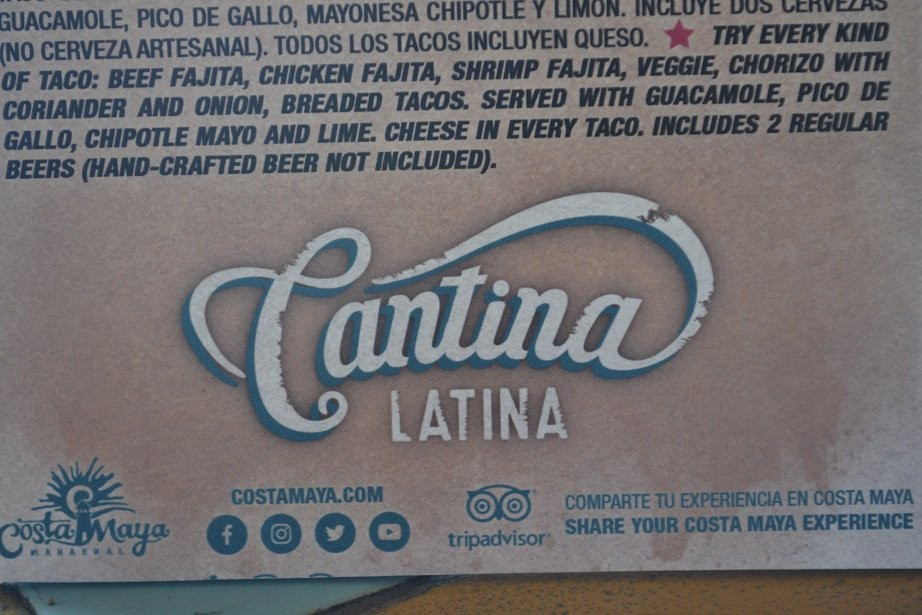 GUACAMOLE, PICO DE GALLO, MAYONESA CHIPOTLE Y LIMÓN. INCLUYE DOS CERVEZAS
(NO CERVEZA ARTESANAL). TODOS LOS TACOS INCLUYEN QUESO. TRY EVERY KIND
OF TACO: BEEF FAJITA, CHICKEN FAJITA, SHRIMP FAJITA, VEGGIE, CHORIZO WITH
CORIANDER AND ONION, BREADED TACOS. SERVED WITH GUACAMOLE, PICO DE
GALLO, CHIPOTLE MAYO AND LIME. CHEESE IN EVERY TACO. INCLUDES 2 REGULAR
BEERS (HAND-CRAFTED BEER NOT INCLUDED).
Cantina
LATINA
Costa Maya
MAHAHUAL
COSTAMAYA.COM
tripadvisor
COMPARTE TU EXPERIENCIA EN COSTA MAYA
SHARE YOUR COSTA MAYA EXPERIENCE